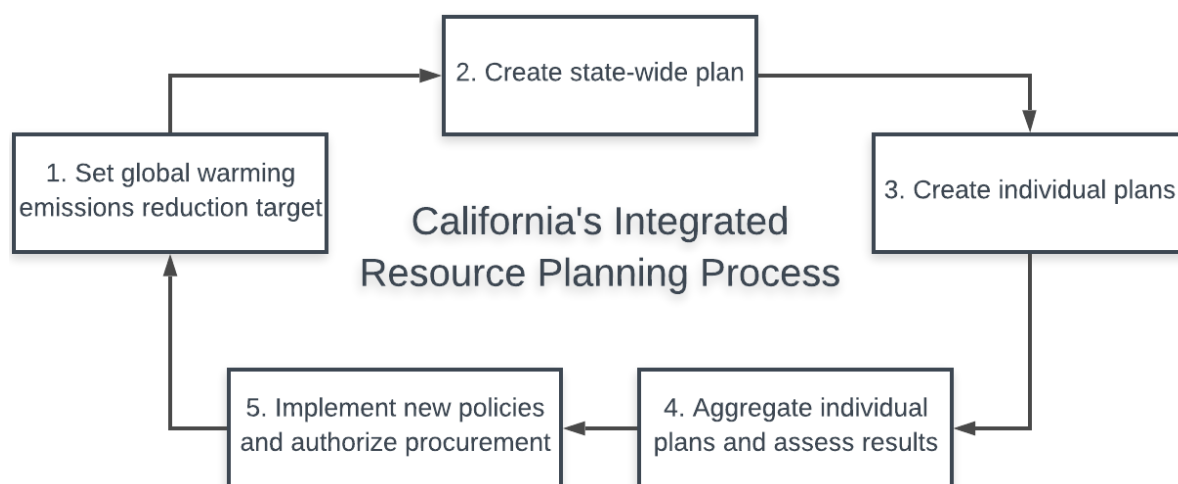 2. Create state-wide plan
1. Set global warming
emissions reduction target
3. Create individual plans
California's Integrated
Resource Planning Process
5. Implement new policies
and authorize procurement
4. Aggregate individual
plans and assess results